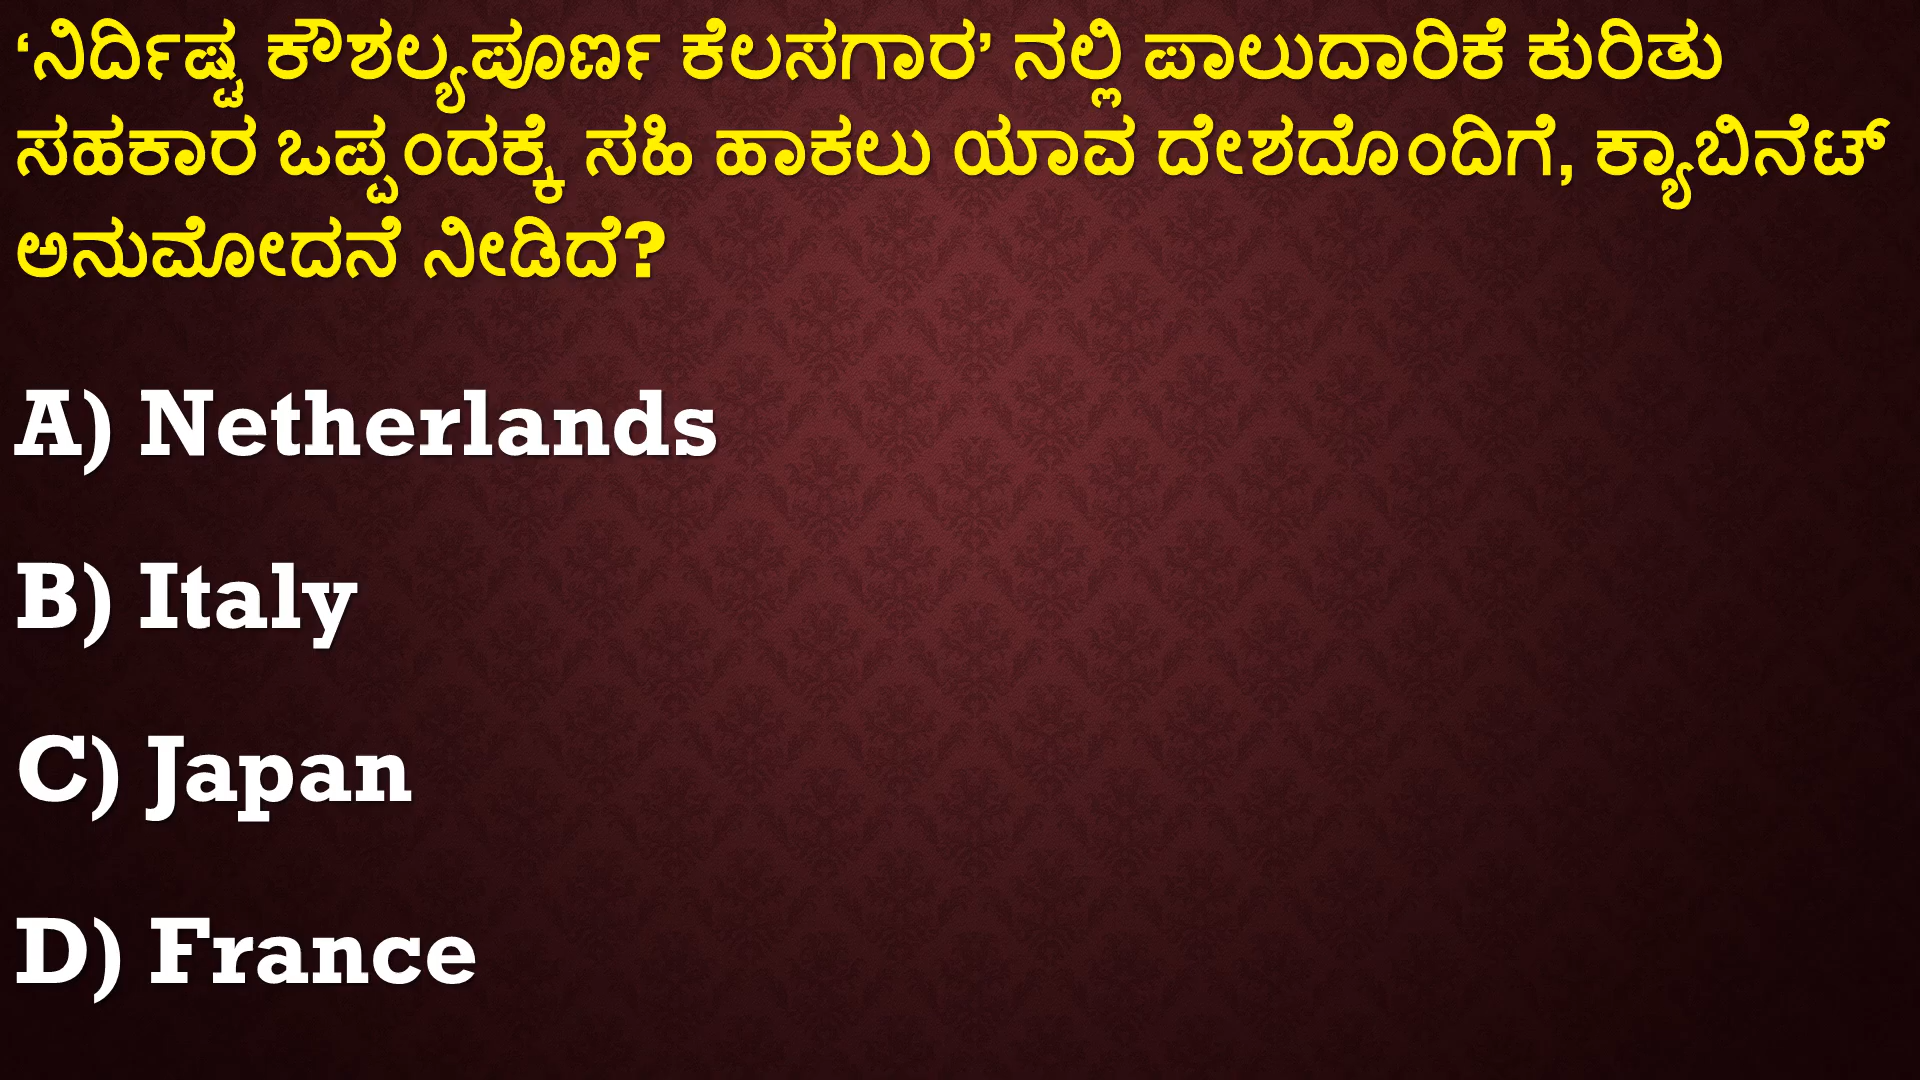 ‘ನಿರ್ದಿಷ್ಟ ಕೌಶಲ್ಯಪೂರ್ಣ ಕೆಲಸಗಾರ’ ನಲ್ಲಿ ಪಾಲುದಾರಿಕೆ ಕುರಿತು
ಸಹಕಾರ ಒಪ್ಪಂದಕ್ಕೆ ಸಹಿ ಹಾಕಲು ಯಾವ ದೇಶದೊಂದಿಗೆ, ಕ್ಯಾಬಿನೆಟ್
ಅನುಮೋದನೆ ನೀಡಿದೆ?
A) Netherlands
B) Italy
C) Japan
D) France